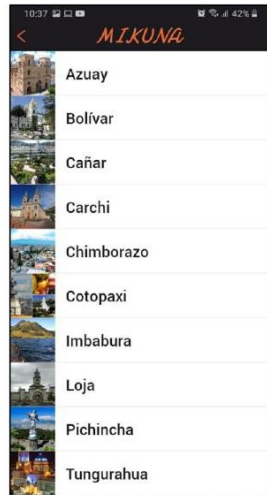 10:37 42%
< MIKUNA
Azuay
Bolívar
Cañar
Carchi
Chimborazo
Cotopaxi
Imbabura
Loja
Pichincha
Tungurahua